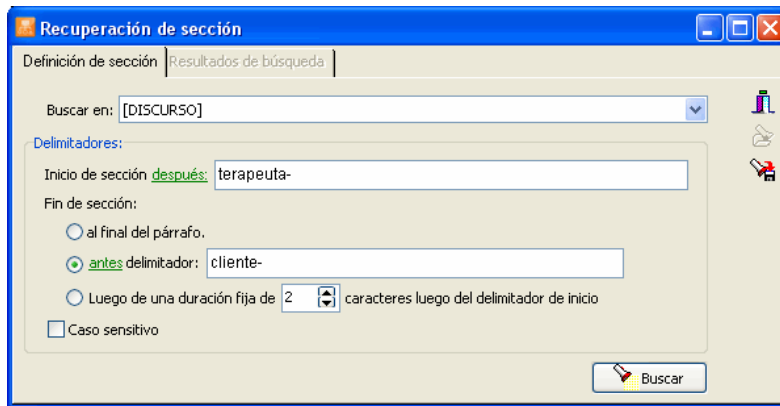 Recuperación de sección
Definición de sección Resultados de búsqueda
Buscar en: [DISCURSO]
Delimitadores:
Inicio de sección después: terapeuta-
Fin de sección:
al final del párrafo.
antes delimitador: cliente-
Luego de una duración fija de 2 caracteres luego del delimitador de inicio
Caso sensitivo
Buscar